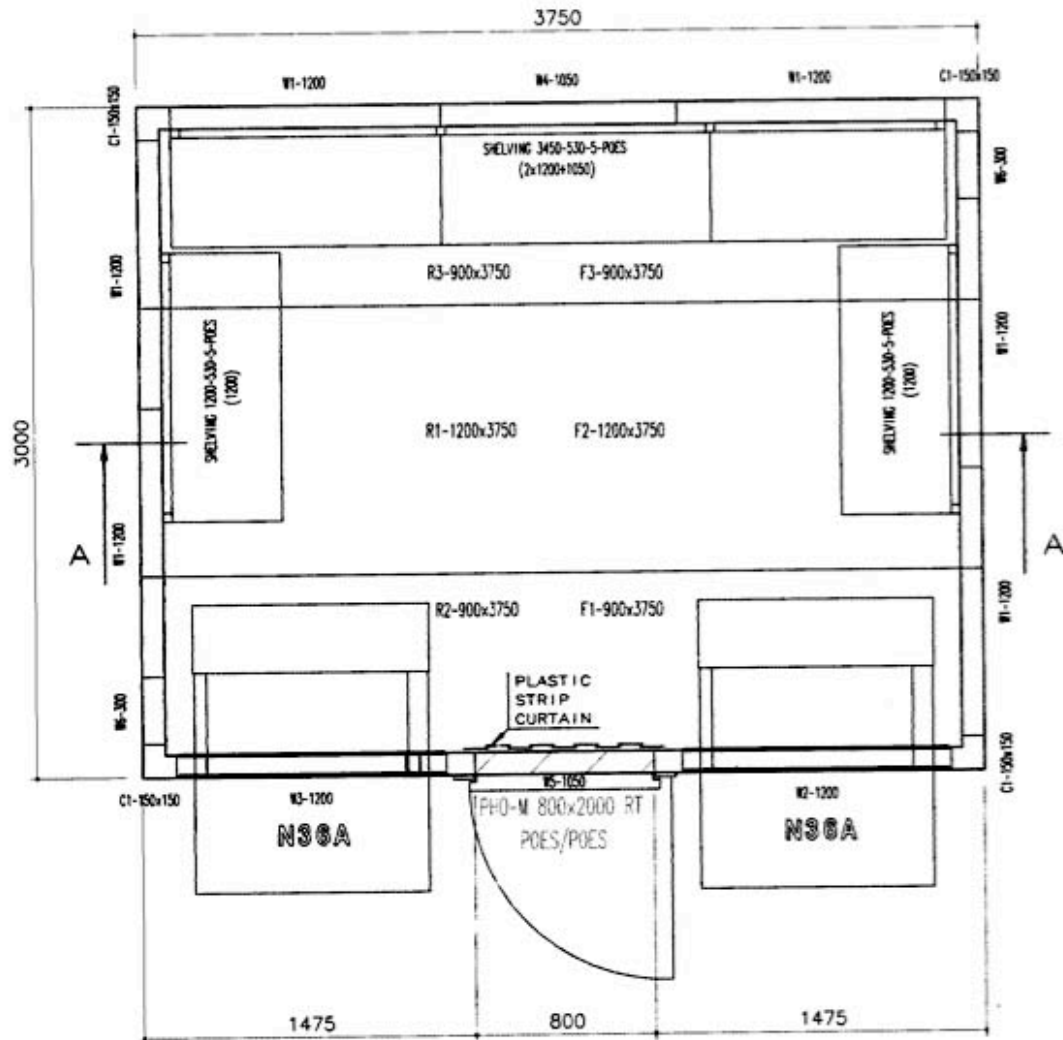 3750
W1-1200
W4-1050
W1-1200
C1-150x150
C1-150x150
SHELVING 3450-530-5-POES
(2x1200+1050)
W6-300
W1-1200
R3-900x3750
F3-900x3750
W1-1200
SHELVING 1200-530-5-POES
(1200)
SHELVING 1200-530-5-POES
(1200)
R1-1200x3750
F2-1200x3750
3000
A
A
W1-1200
W1-1200
R2-900x3750
F1-900x3750
W6-300
PLASTIC
STRIP
CURTAIN
C1-150x150
C1-150x150
W3-1200
W5-1050
W2-1200
PHO-M 800x2000 RT
POES/POES
N36A
N36A
1475
800
1475